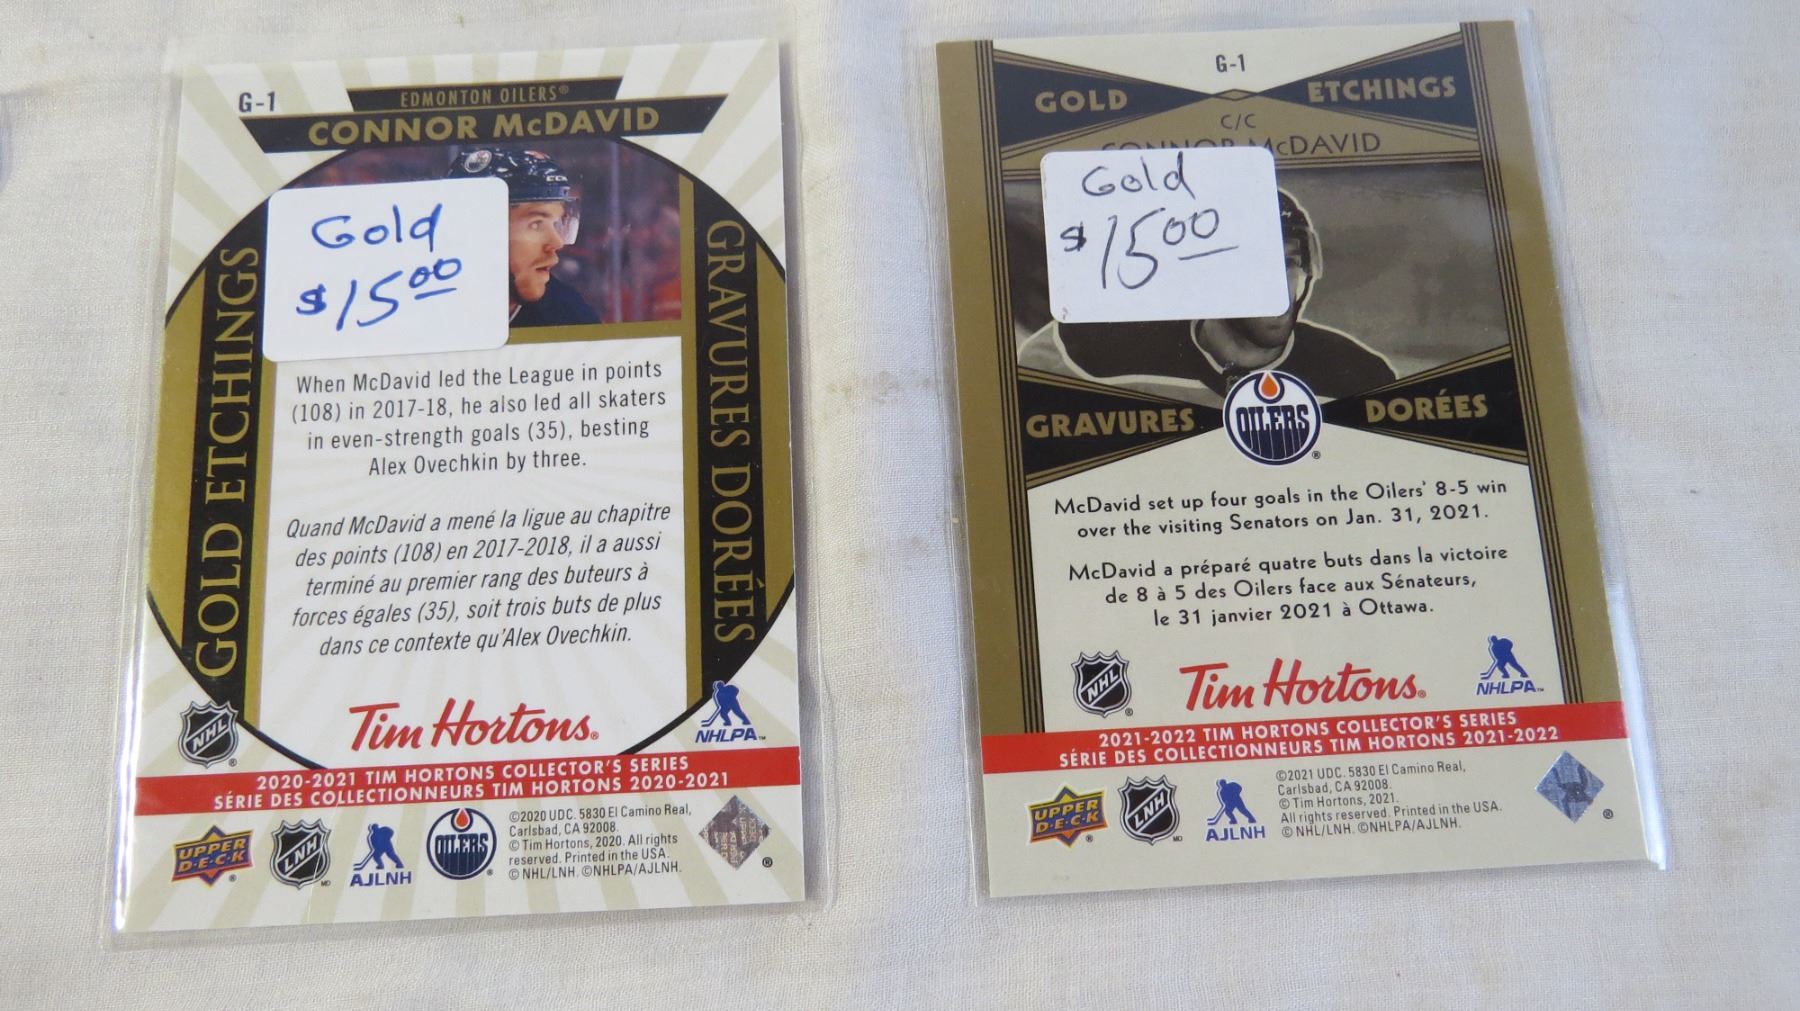 G-1
EDMONTON OILERS®
CONNOR McDAVID
Gold
$15.00
GOLD ETCHINGS
GRAVURES DORÉES
When McDavid led the League in points
(108) in 2017-18, he also led all skaters
in even-strength goals (35), besting
Alex Ovechkin by three.
Quand McDavid a mené la ligue au chapitre
des points (108) en 2017-2018, il a aussi
terminé au premier rang des buteurs à
forces égales (35), soit trois buts de plus
dans ce contexte qu'Alex Ovechkin.
NHL
Tim Hortons®
NHLPA™
2020-2021 TIM HORTONS COLLECTOR'S SERIES
SÉRIE DES COLLECTIONNEURS TIM HORTONS 2020-2021
UPPER
D·E·C·K
LNH
AJLNH
OILERS
©2020 UDC. 5830 El Camino Real,
Carlsbad, CA 92008.
© Tim Hortons, 2020. All rights
reserved. Printed in the USA.
© NHL/LNH. ©NHLPA/AJLNH.
G-1
GOLD ETCHINGS
C/C
CONNOR McDAVID
Gold
$15.00
GRAVURES DORÉES
OILERS
McDavid set up four goals in the Oilers' 8-5 win
over the visiting Senators on Jan. 31, 2021.
McDavid a préparé quatre buts dans la victoire
de 8 à 5 des Oilers face aux Sénateurs,
le 31 janvier 2021 à Ottawa.
NHL
Tim Hortons®
NHLPA™
2021-2022 TIM HORTONS COLLECTOR'S SERIES
SÉRIE DES COLLECTIONNEURS TIM HORTONS 2021-2022
UPPER
D·E·C·K
LNH
AJLNH
©2021 UDC. 5830 El Camino Real,
Carlsbad, CA 92008.
© Tim Hortons, 2021.
All rights reserved. Printed in the USA.
© NHL/LNH. ©NHLPA/AJLNH.